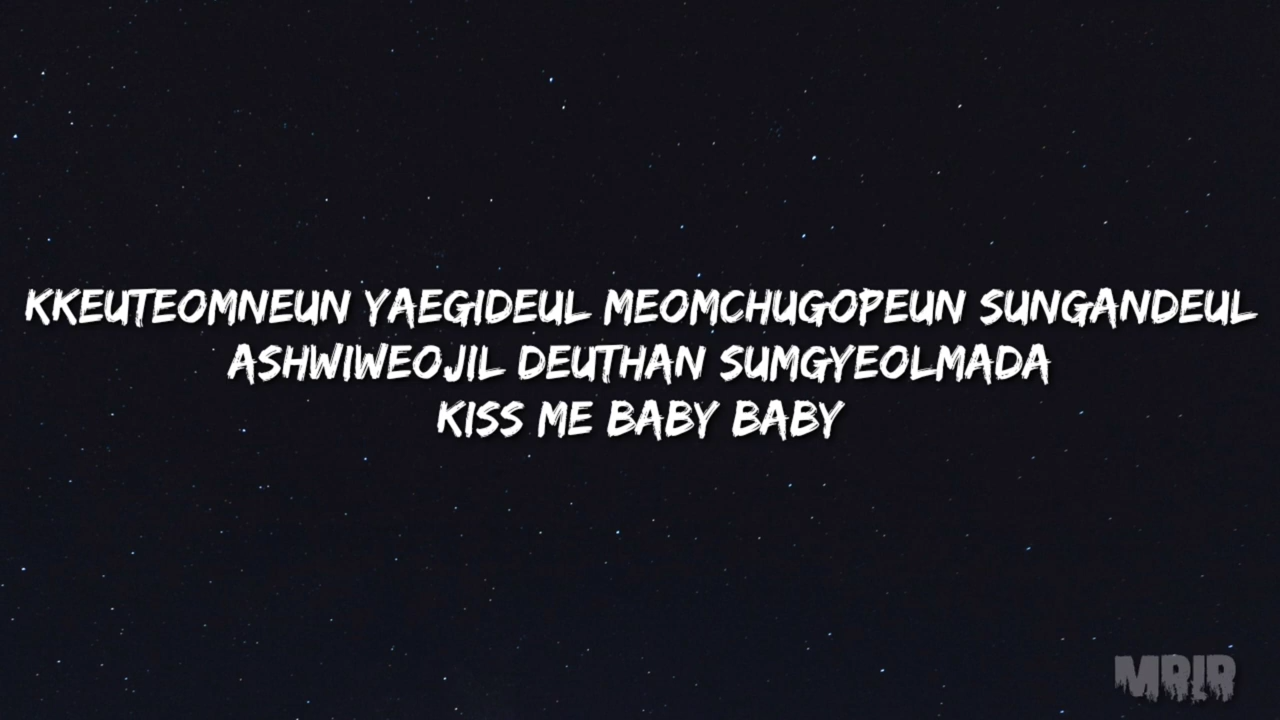 KKEUTEOMNEUN YAEGIDEUL MEOMCHUGOPEUN SUNGANDEUL
ASHWIWEOJIL DEUTHAN SUMGYEOLMADA
KISS ME BABY BABY
MRLR